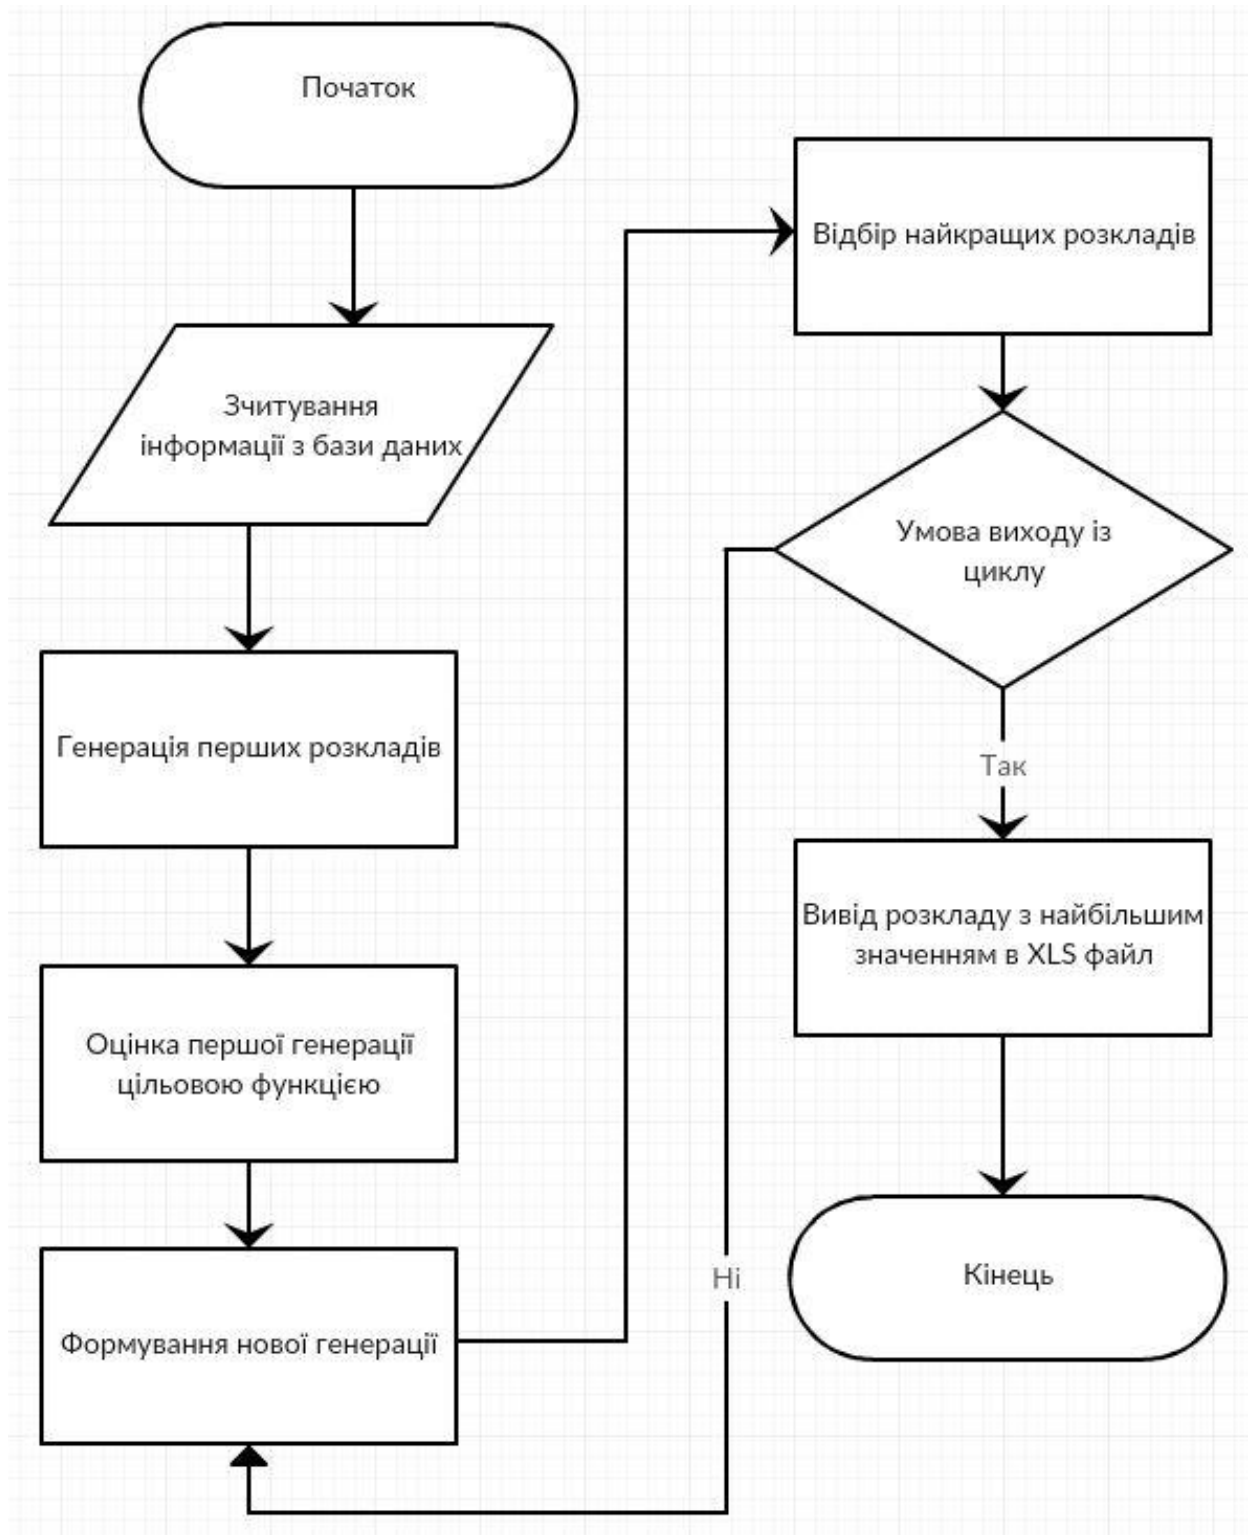 Початок
Зчитування
інформації з бази даних
Генерація перших розкладів
Оцінка першої генерації
цільовою функцією
Формування нової генерації
Відбір найкращих розкладів
Умова виходу із
циклу
Так
Ні
Вивід розкладу з найбільшим
значенням в XLS файл
Кінець